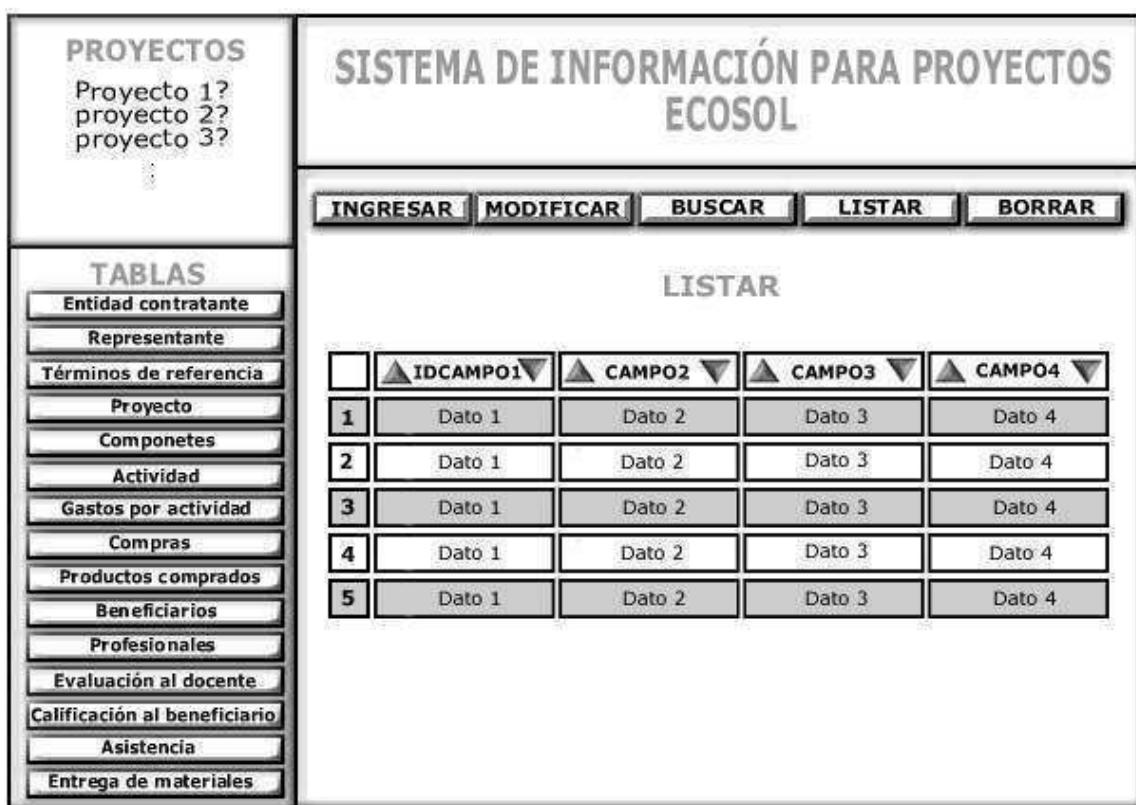 PROYECTOS
Proyecto 1?
proyecto 2?
proyecto 3?
⋮
SISTEMA DE INFORMACIÓN PARA PROYECTOS
ECOSOL
INGRESAR MODIFICAR BUSCAR LISTAR BORRAR
TABLAS
Entidad contratante
Representante
Términos de referencia
Proyecto
Componetes
Actividad
Gastos por actividad
Compras
Productos comprados
Beneficiarios
Profesionales
Evaluación al docente
Calificación al beneficiario
Asistencia
Entrega de materiales
LISTAR
IDCAMPO1 CAMPO2 CAMPO3 CAMPO4
1 Dato 1 Dato 2 Dato 3 Dato 4
2 Dato 1 Dato 2 Dato 3 Dato 4
3 Dato 1 Dato 2 Dato 3 Dato 4
4 Dato 1 Dato 2 Dato 3 Dato 4
5 Dato 1 Dato 2 Dato 3 Dato 4